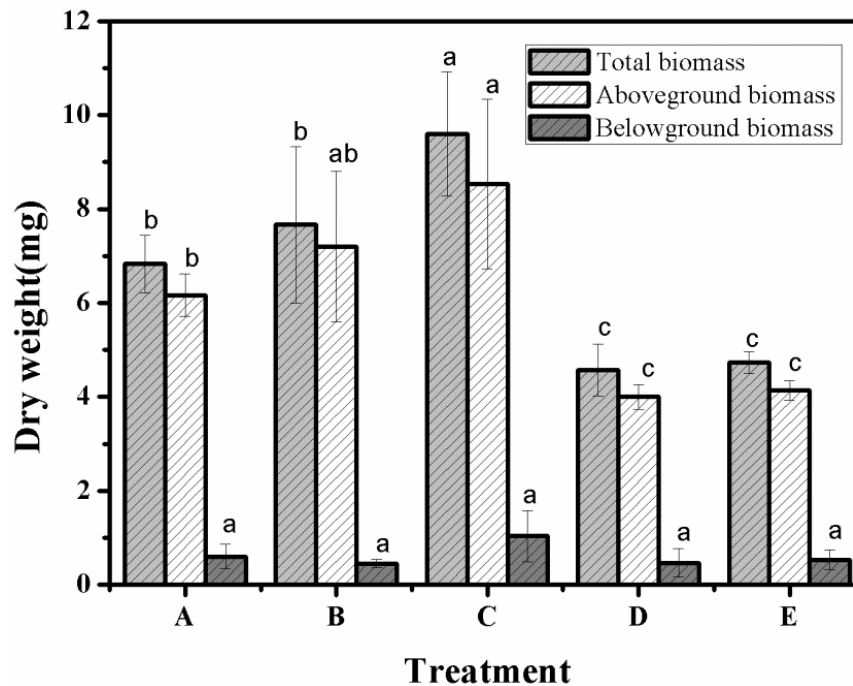 12
10
8
6
4
2
0
Dry weight(mg)
Total biomass
Aboveground biomass
Belowground biomass
b
b
a
b
ab
a
a
a
a
c
c
a
c
c
a
A
B
C
D
E
Treatment